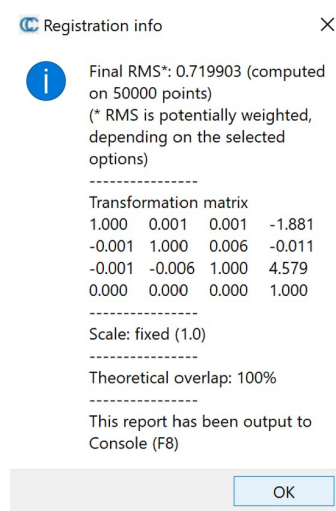 Registration info
Final RMS*: 0.719903 (computed
on 50000 points)
(* RMS is potentially weighted,
depending on the selected
options)
----------------
Transformation matrix
1.000 0.001 0.001 -1.881
-0.001 1.000 0.006 -0.011
-0.001 -0.006 1.000 4.579
0.000 0.000 0.000 1.000
----------------
Scale: fixed (1.0)
----------------
Theoretical overlap: 100%
----------------
This report has been output to
Console (F8)
OK